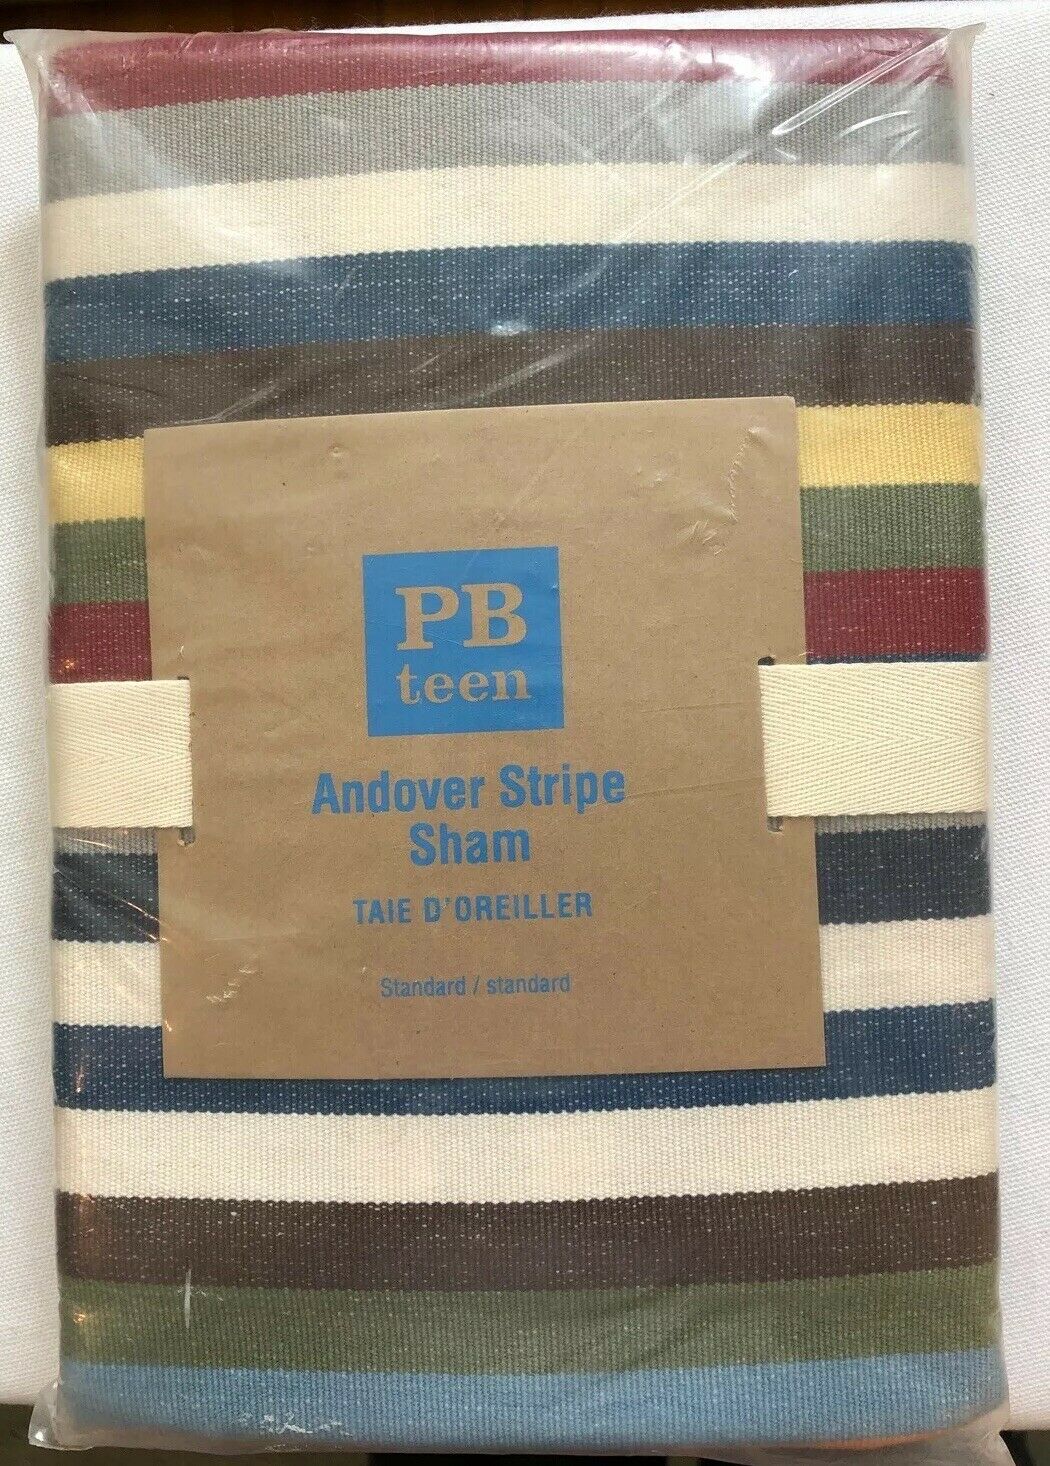 PB
teen
Andover Stripe
Sham
TAIE D'OREILLER
Standard / standard